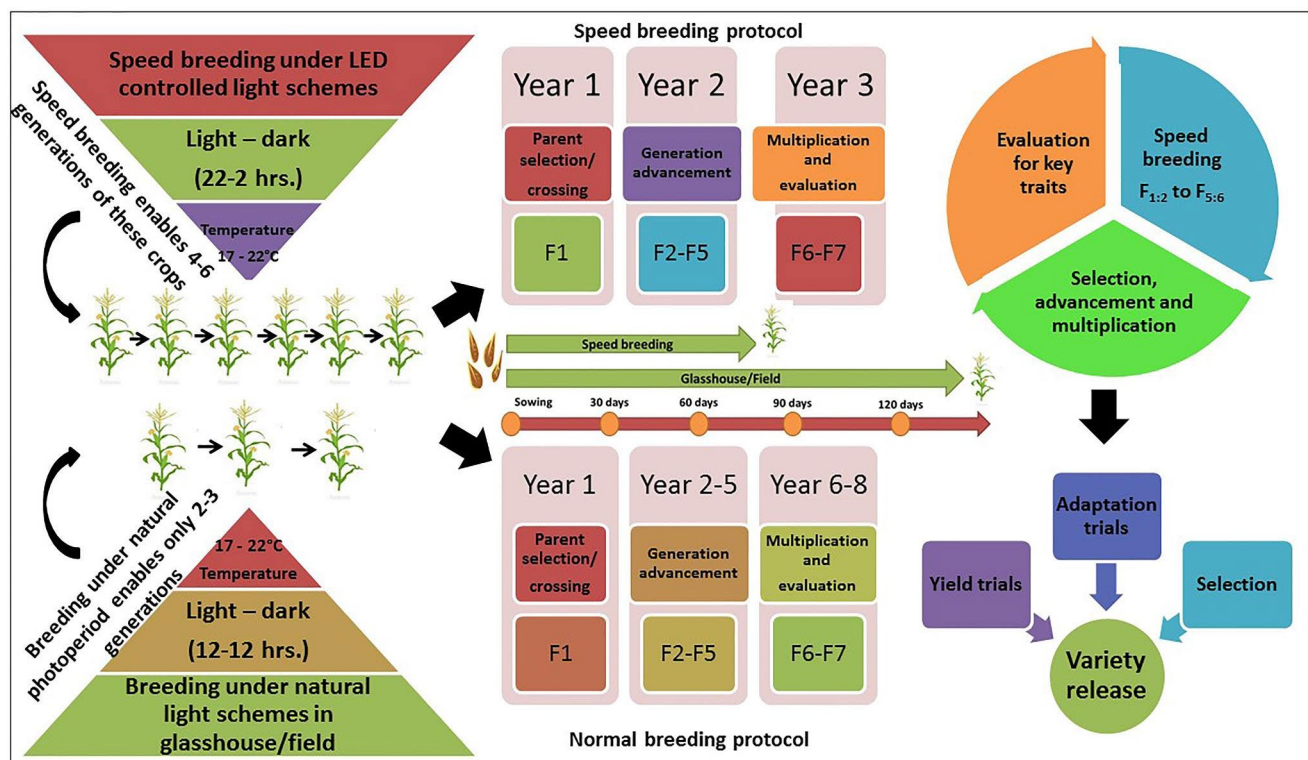 Speed breeding under LED
controlled light schemes
Light – dark
(22-2 hrs.)
Temperature
17 - 22°C
Speed breeding enables 4-6
generations of these crops
Breeding under natural
photoperiod enables only 2-3
generations
17 - 22°C
Temperature
Light – dark
(12-12 hrs.)
Breeding under natural
light schemes in
glasshouse/field
Speed breeding protocol
Year 1
Year 2
Year 3
Parent
selection/
crossing
Generation
advancement
Multiplication
and
evaluation
F1
F2-F5
F6-F7
Speed breeding
Glasshouse/Field
Sowing
30 days
60 days
90 days
120 days
Year 1
Year 2-5
Year 6-8
Parent
selection/
crossing
Generation
advancement
Multiplication
and
evaluation
F1
F2–F5
F6–F7
Normal breeding protocol
Evaluation
for key
traits
Speed
breeding
F1:2 to F5:6
Selection,
advancement and
multiplication
Adaptation
trials
Yield trials
Selection
Variety
release